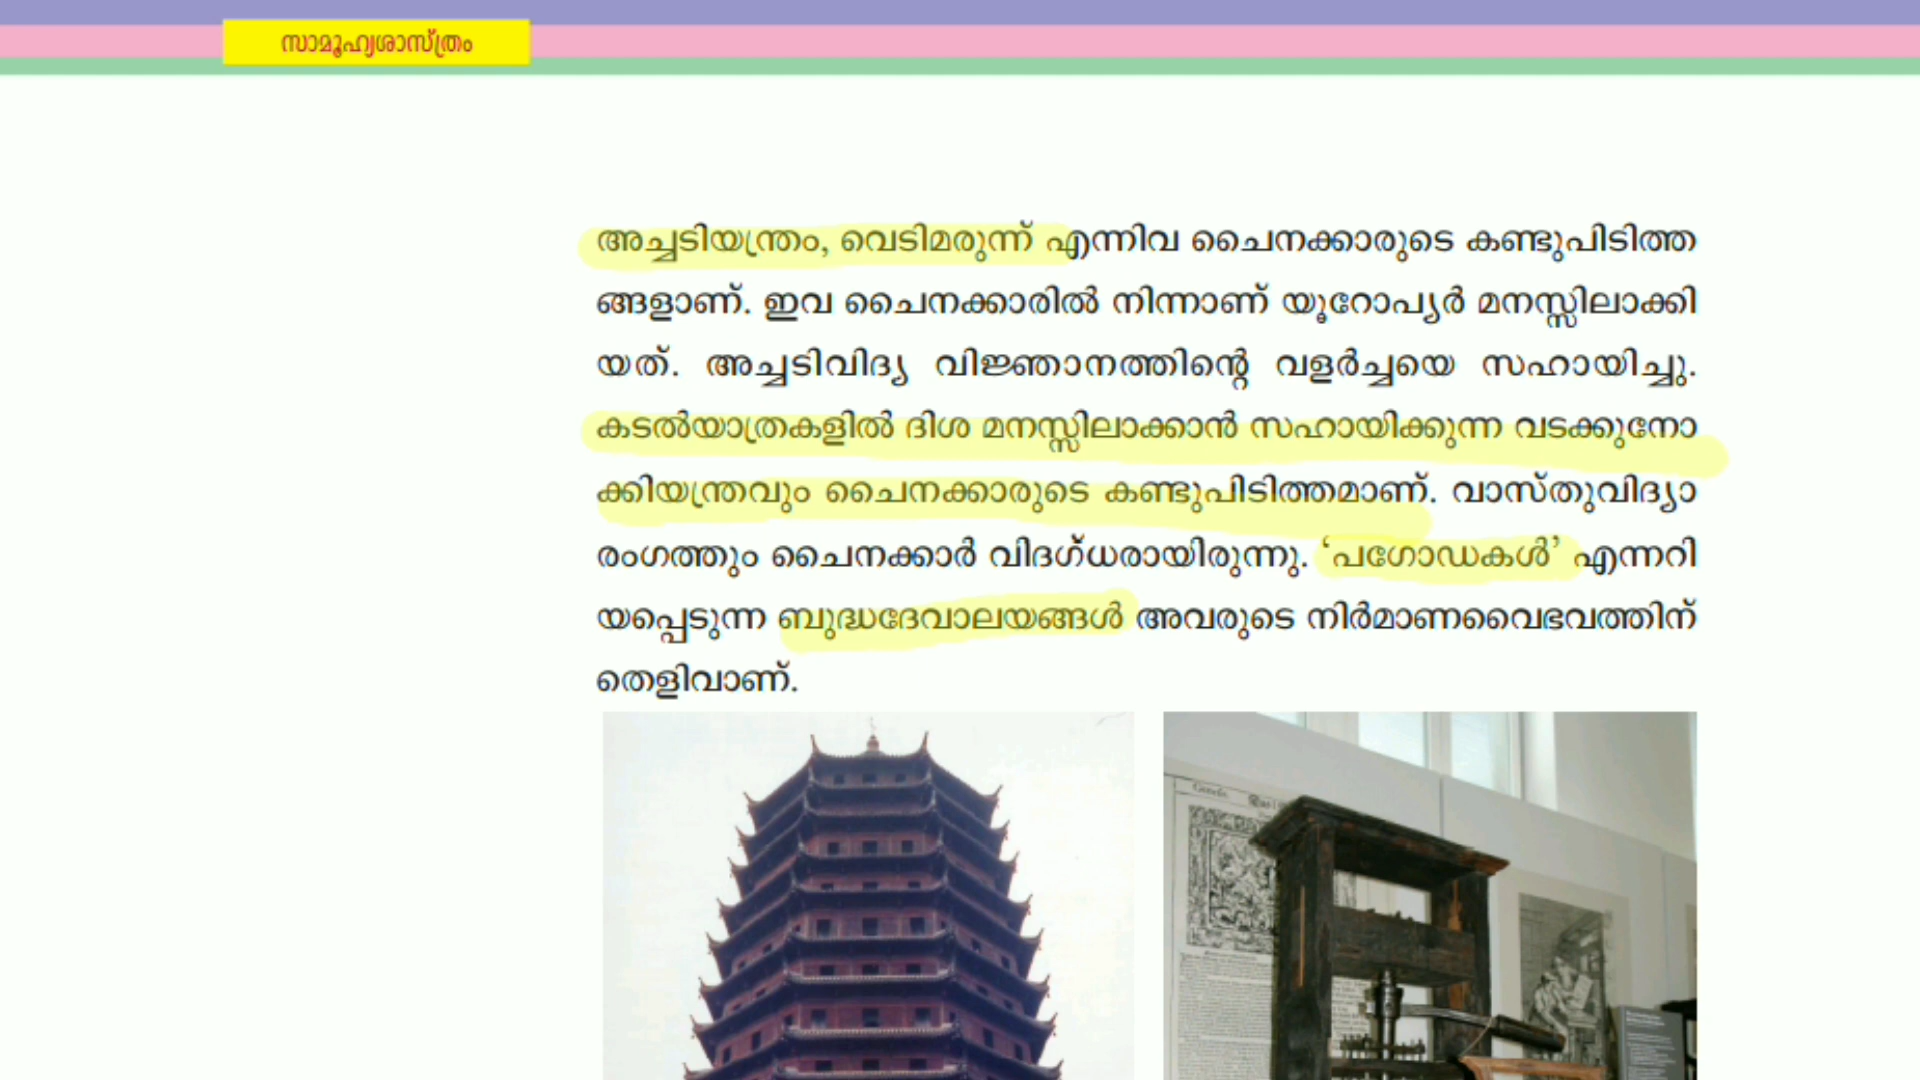 സാമൂഹ്യശാസ്ത്രം
അച്ചടിയന്ത്രം, വെടിമരുന്ന് എന്നിവ ചൈനക്കാരുടെ കണ്ടുപിടിത്ത
ങ്ങളാണ്. ഇവ ചൈനക്കാരിൽ നിന്നാണ് യൂറോപ്യർ മനസ്സിലാക്കി
യത്. അച്ചടിവിദ്യ വിജ്ഞാനത്തിന്റെ വളർച്ചയെ സഹായിച്ചു.
കടൽയാത്രകളിൽ ദിശ മനസ്സിലാക്കാൻ സഹായിക്കുന്ന വടക്കുനോ
ക്കിയന്ത്രവും ചൈനക്കാരുടെ കണ്ടുപിടിത്തമാണ്. വാസ്തുവിദ്യാ
രംഗത്തും ചൈനക്കാർ വിദഗ്ധരായിരുന്നു. ‘പഗോഡകൾ’ എന്നറി
യപ്പെടുന്ന ബുദ്ധദേവാലയങ്ങൾ അവരുടെ നിർമാണവൈഭവത്തിന്
തെളിവാണ്.